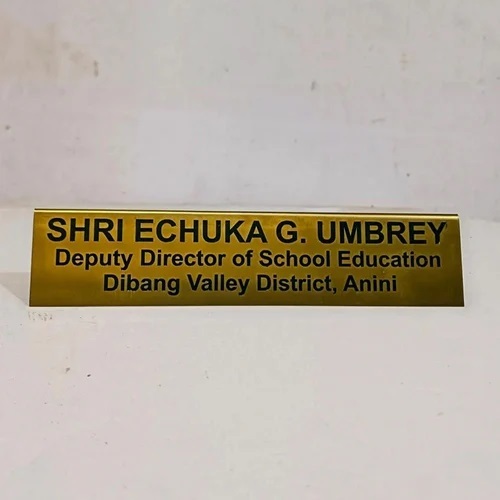 SHRI ECHUKA G. UMBREY
Deputy Director of School Education
Dibang Valley District, Anini